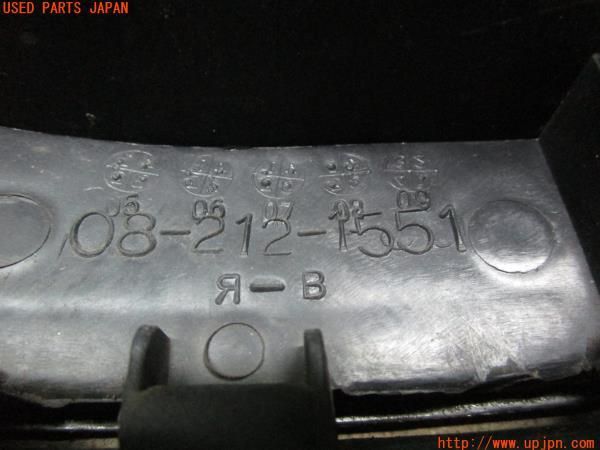 USED PARTS JAPAN
05 06 07 08 09
08-212-1551
Я-B
http://www.upjpn.com